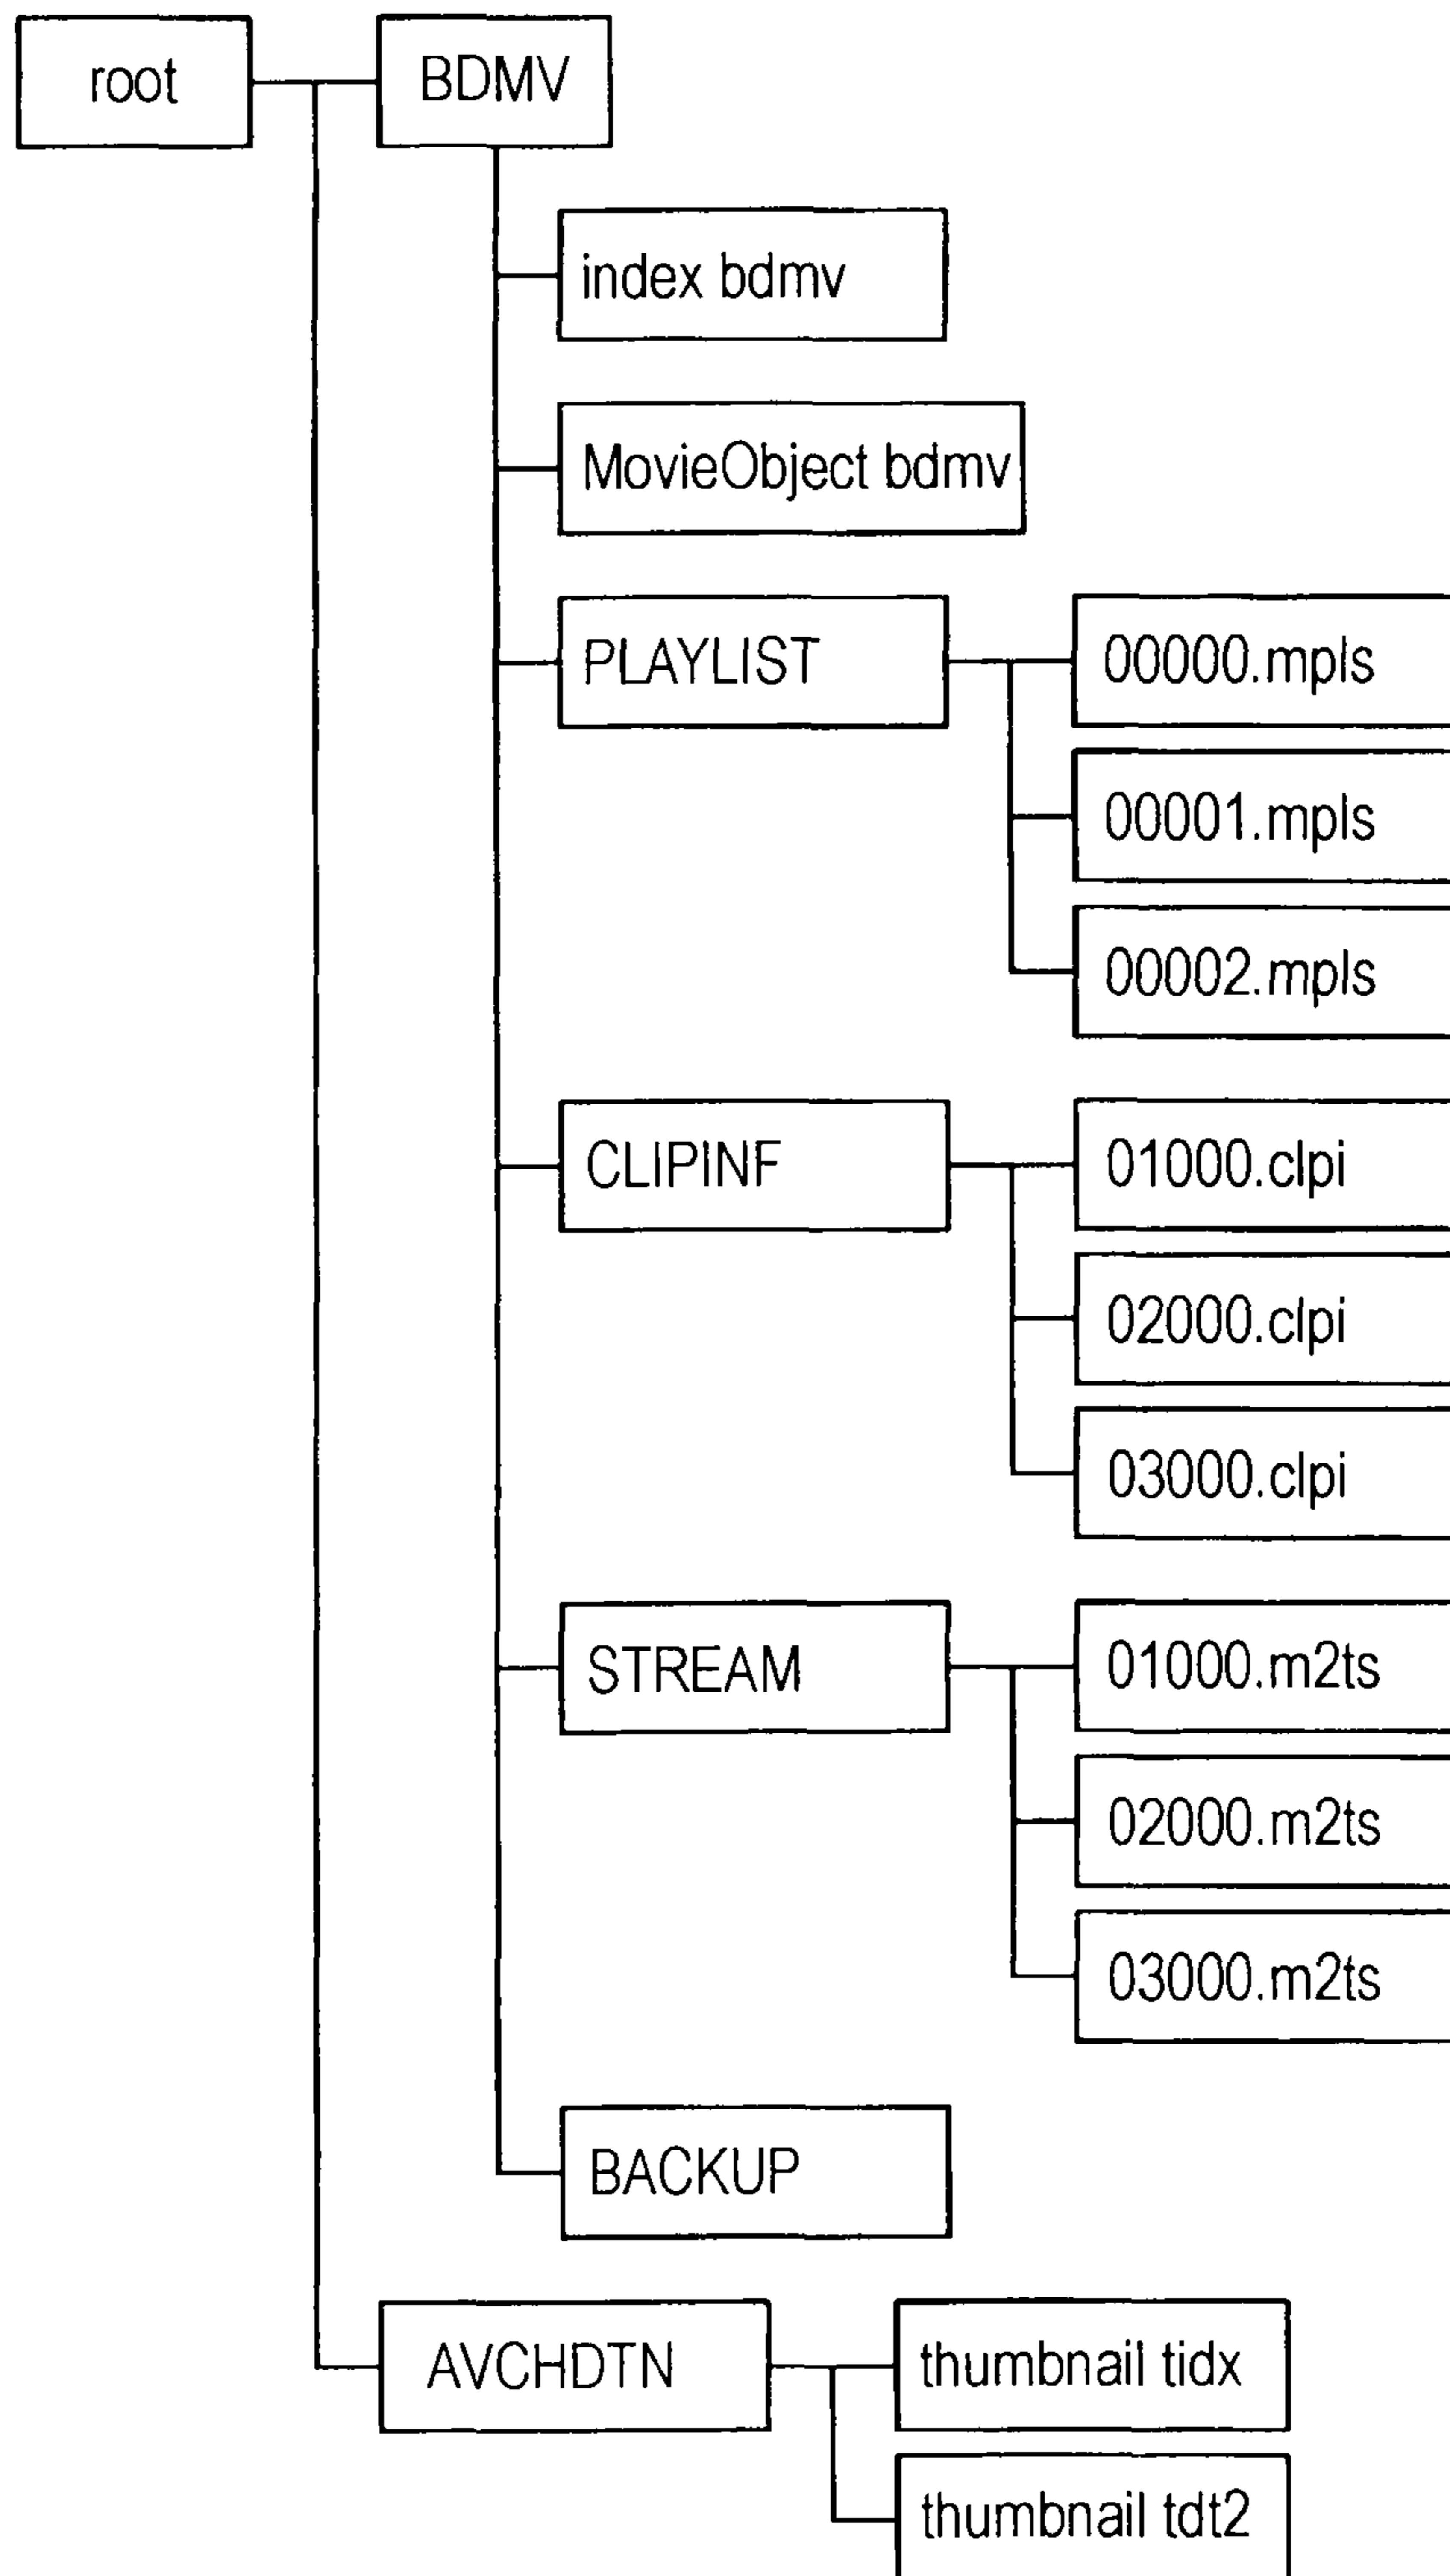 root
BDMV
index bdmv
MovieObject bdmv
PLAYLIST
00000.mpls
00001.mpls
00002.mpls
CLIPINF
01000.clpi
02000.clpi
03000.clpi
STREAM
01000.m2ts
02000.m2ts
03000.m2ts
BACKUP
AVCHDTN
thumbnail tidx
thumbnail tdt2